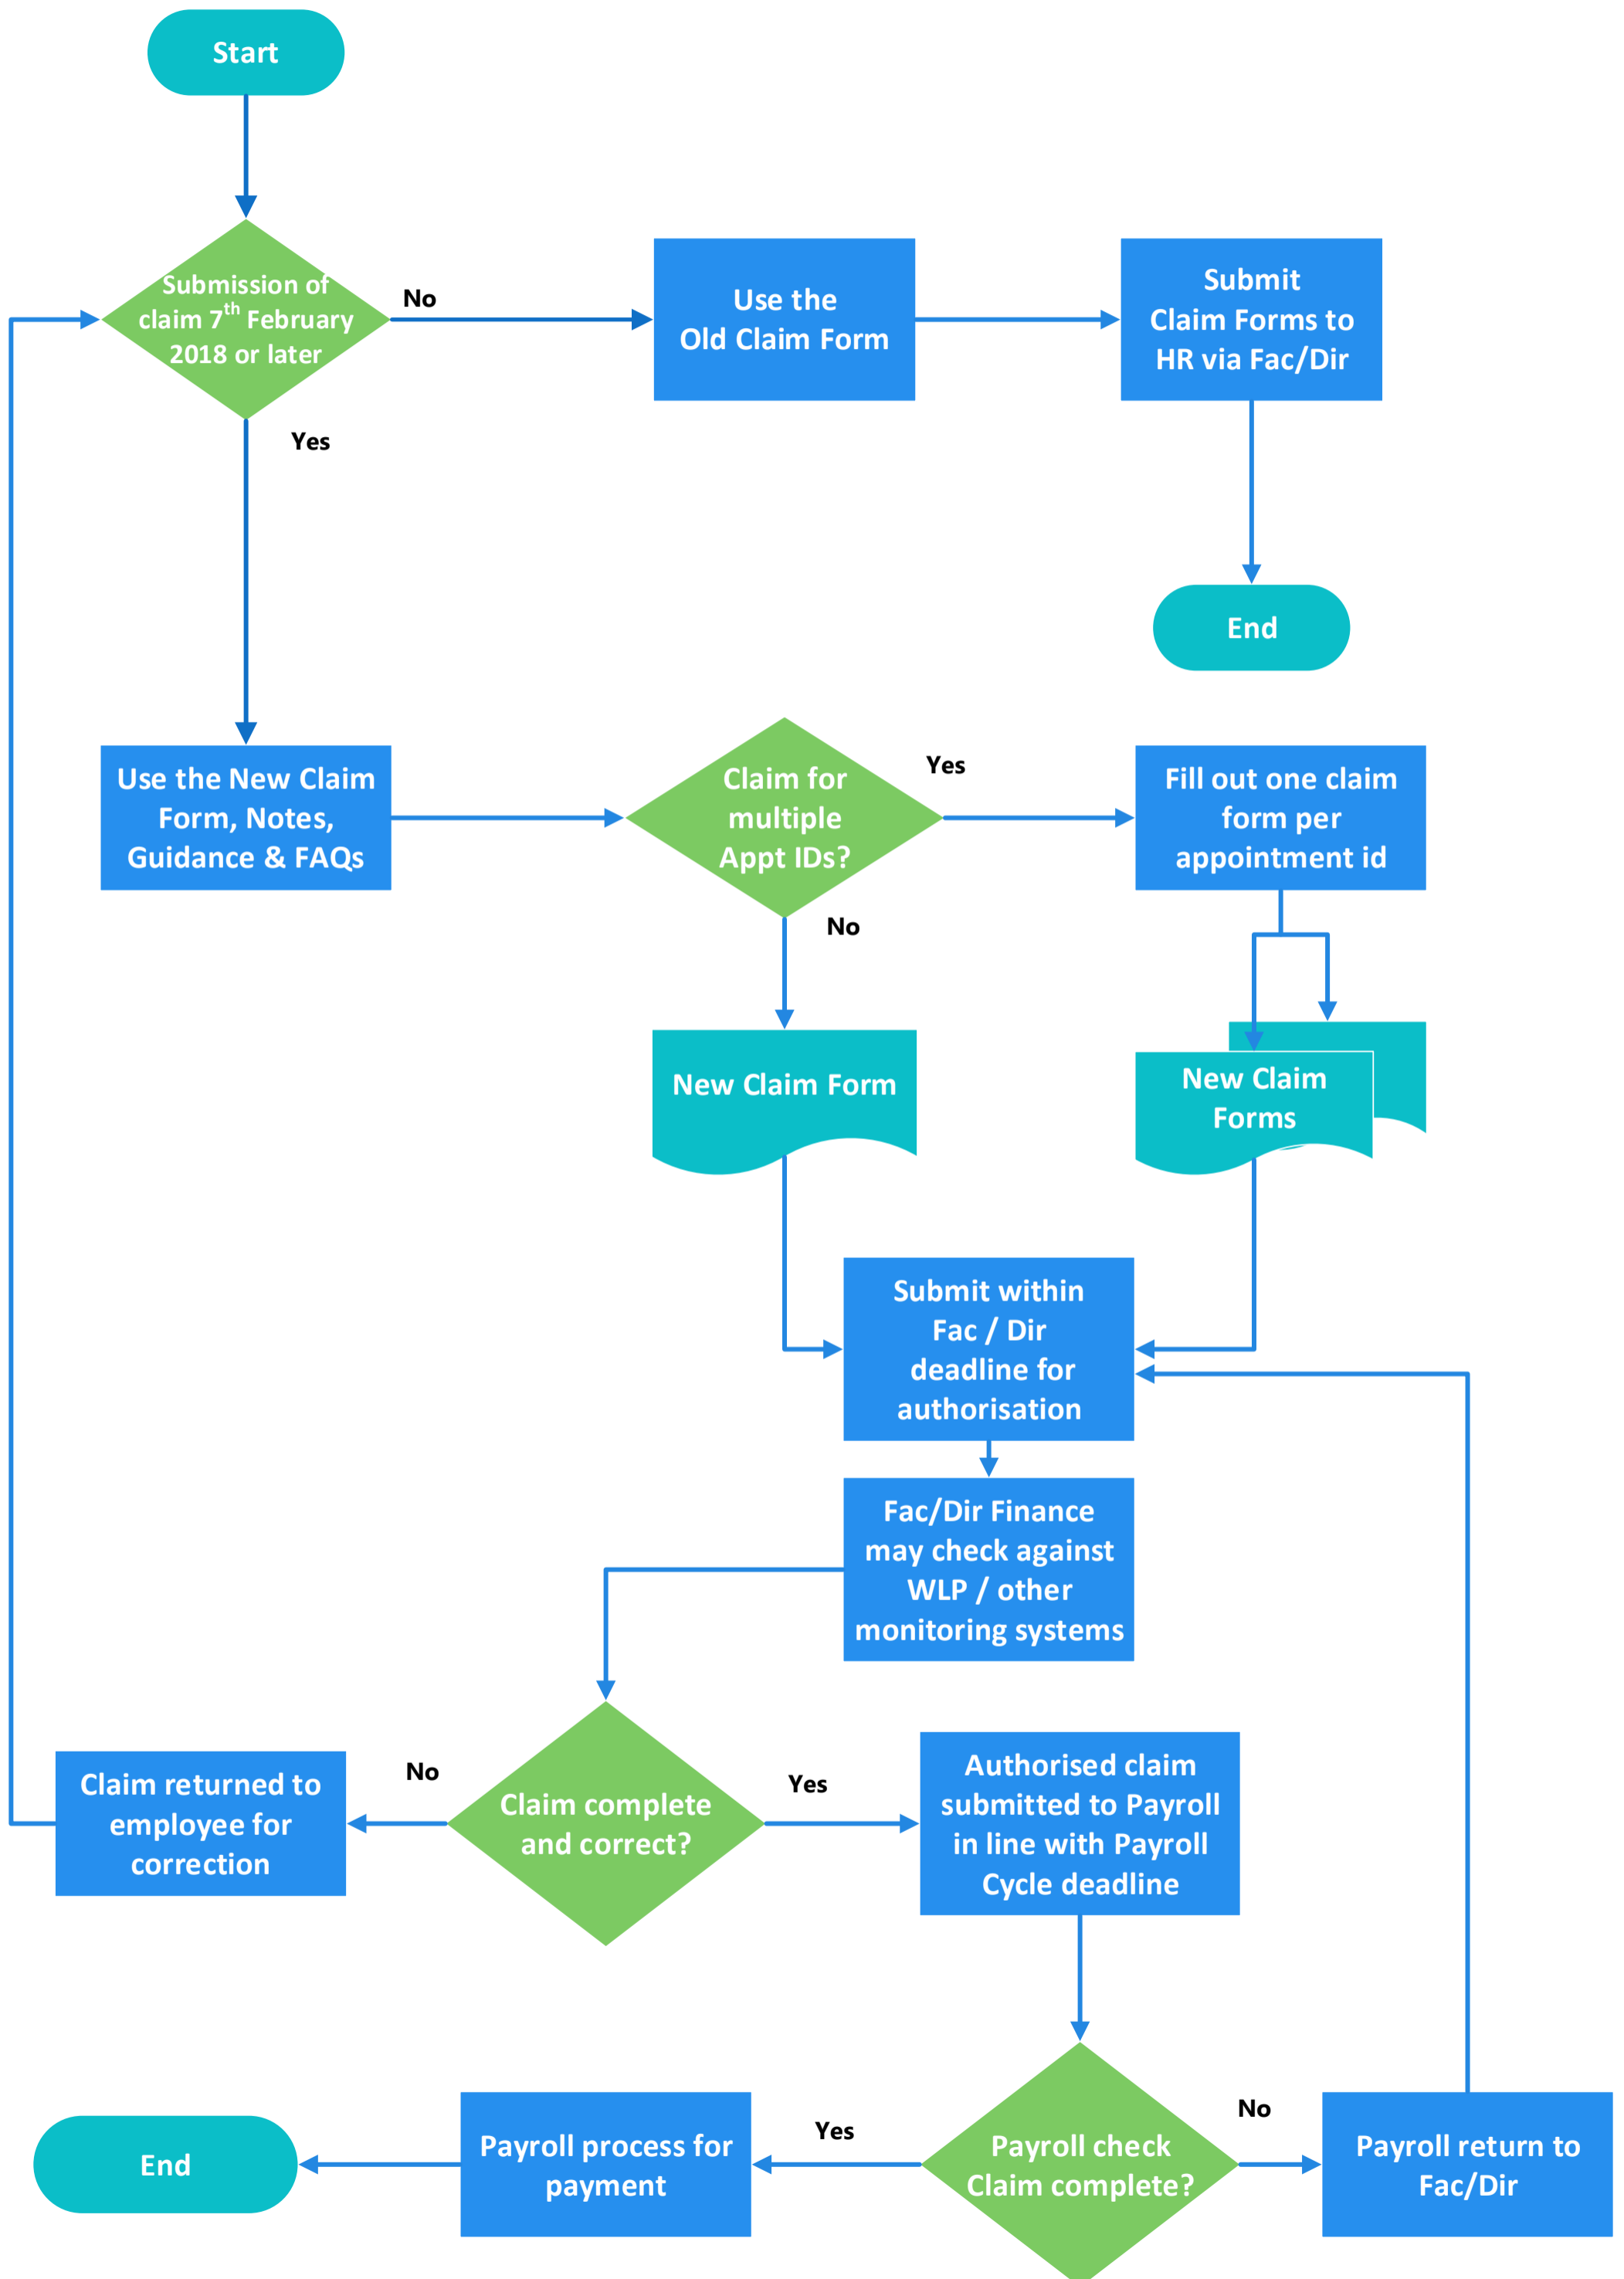 Start
Submission of
claim 7th February
2018 or later
No
Yes
Use the
Old Claim Form
Submit
Claim Forms to
HR via Fac/Dir
End
Use the New Claim
Form, Notes,
Guidance & FAQs
Claim for
multiple
Appt IDs?
Yes
No
Fill out one claim
form per
appointment id
New Claim Form
New Claim
Forms
Submit within
Fac / Dir
deadline for
authorisation
Fac/Dir Finance
may check against
WLP / other
monitoring systems
Claim complete
and correct?
No
Yes
Claim returned to
employee for
correction
Authorised claim
submitted to Payroll
in line with Payroll
Cycle deadline
Payroll check
Claim complete?
Yes
No
Payroll process for
payment
Payroll return to
Fac/Dir
End